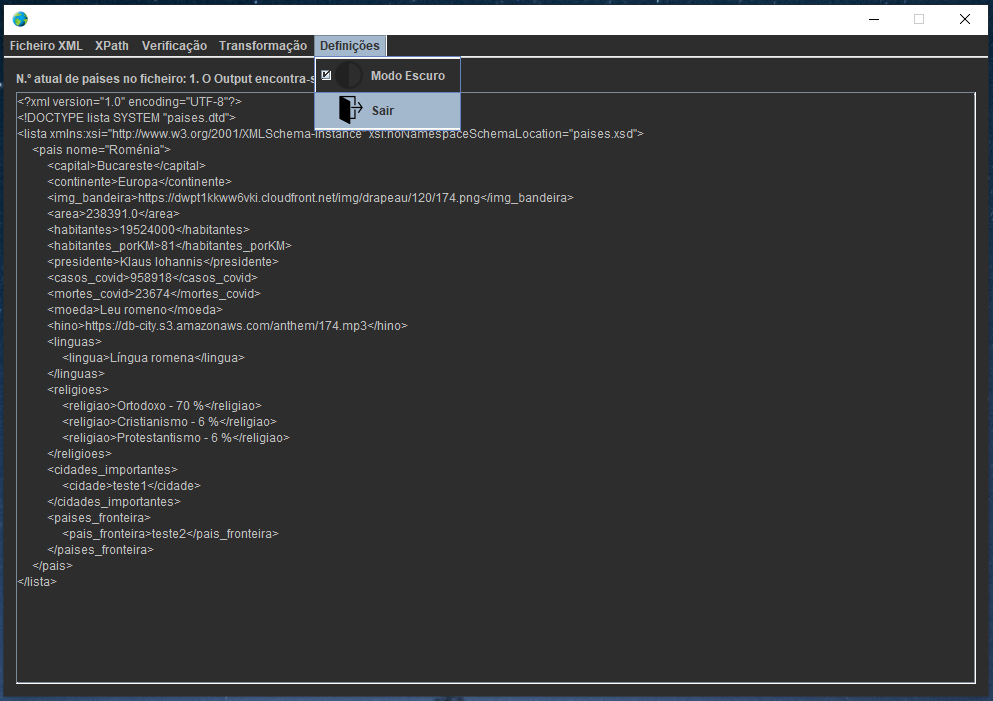 Ficheiro XML XPath Verificação Transformação Definições
Modo Escuro
Sair
N.º atual de países no ficheiro: 1. O Output encontra-s
<?xml version="1.0" encoding="UTF-8"?>
<!DOCTYPE lista SYSTEM "paises.dtd">
<lista xmlns:xsi="http://www.w3.org/2001/XMLSchema-instance" xsi:noNamespaceSchemaLocation="paises.xsd">
<pais nome="Roménia">
<capital>Bucareste</capital>
<continente>Europa</continente>
<img_bandeira>https://dwpt1kkww6vki.cloudfront.net/img/drapeau/120/174.png</img_bandeira>
<area>238391.0</area>
<habitantes>19524000</habitantes>
<habitantes_porKM>81</habitantes_porKM>
<presidente>Klaus Iohannis</presidente>
<casos_covid>958918</casos_covid>
<mortes_covid>23674</mortes_covid>
<moeda>Leu romeno</moeda>
<hino>https://db-city.s3.amazonaws.com/anthem/174.mp3</hino>
<linguas>
<lingua>Língua romena</lingua>
</linguas>
<religioes>
<religiao>Ortodoxo - 70 %</religiao>
<religiao>Cristianismo - 6 %</religiao>
<religiao>Protestantismo - 6 %</religiao>
</religioes>
<cidades_importantes>
<cidade>teste1</cidade>
</cidades_importantes>
<paises_fronteira>
<pais_fronteira>teste2</pais_fronteira>
</paises_fronteira>
</pais>
</lista>